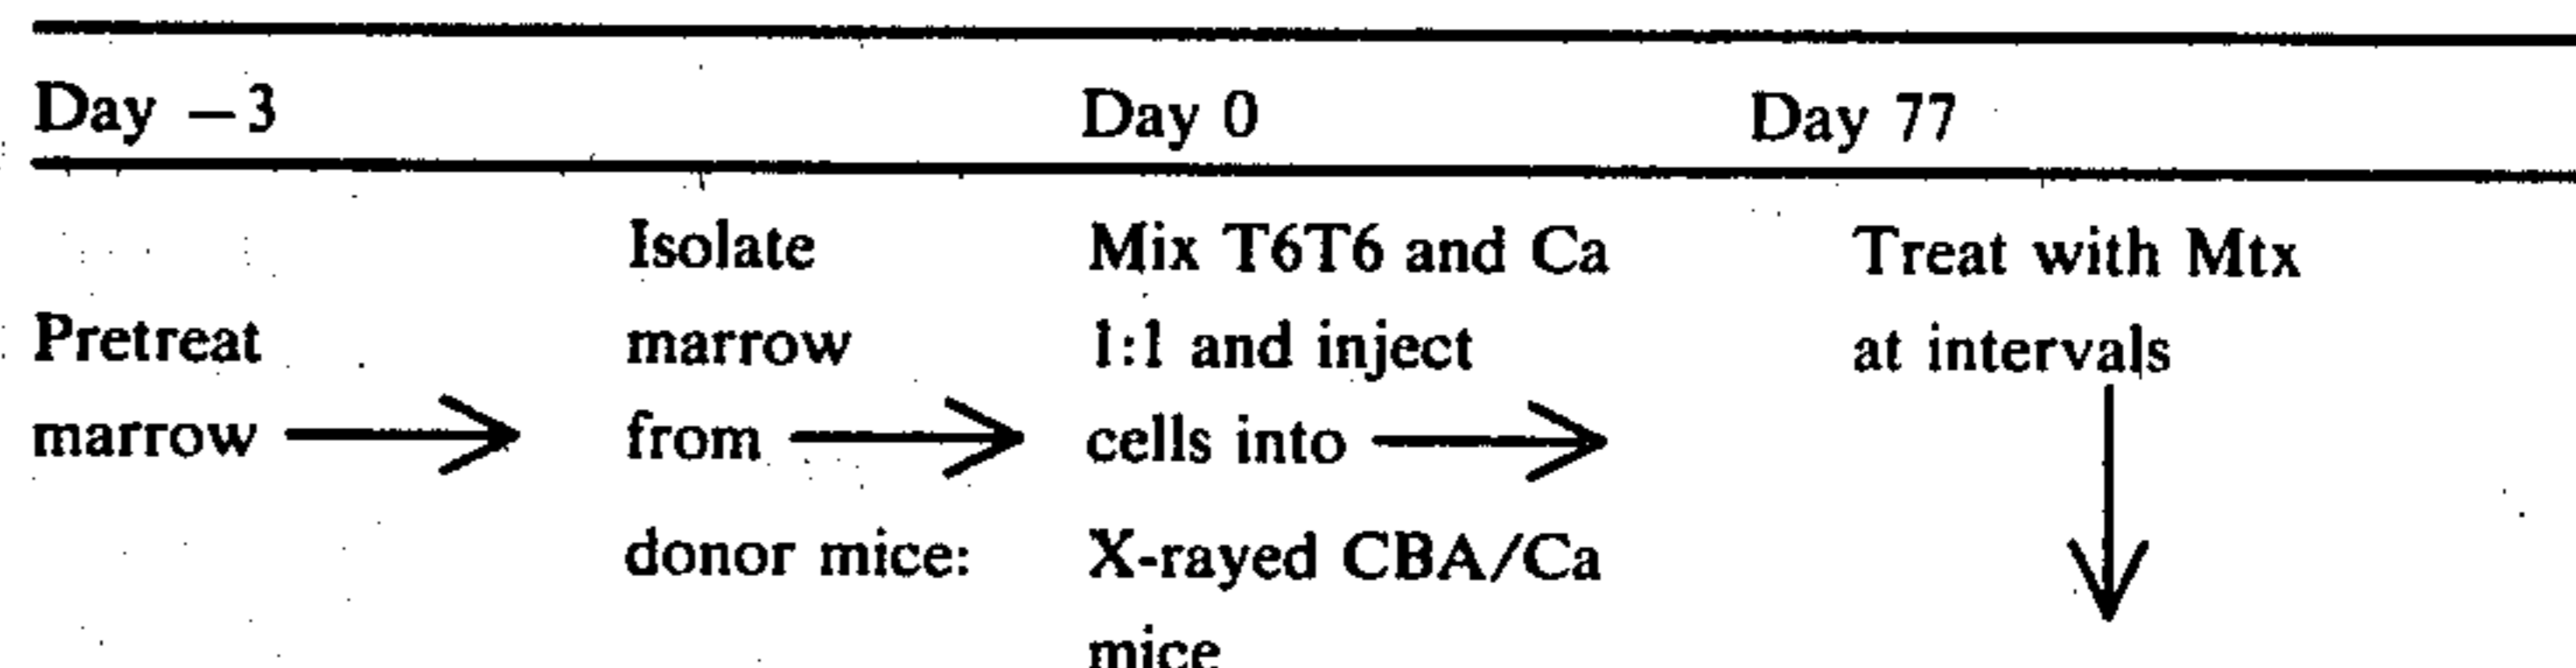 Day −3 Day 0 Day 77
Pretreat
marrow
Isolate
marrow
from
donor mice:
Mix T6T6 and Ca
1:1 and inject
cells into
X-rayed CBA/Ca
mice
Treat with Mtx
at intervals